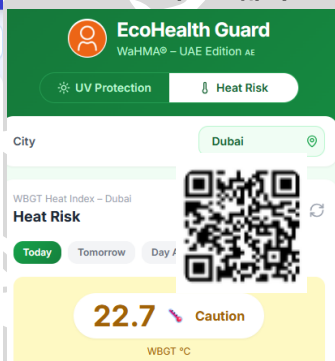 EcoHealth Guard
WaHMA® – UAE Edition AE
UV Protection
Heat Risk
City
Dubai
WBGT Heat Index – Dubai
Heat Risk
Today
Tomorrow
Day A
22.7
Caution
WBGT °C